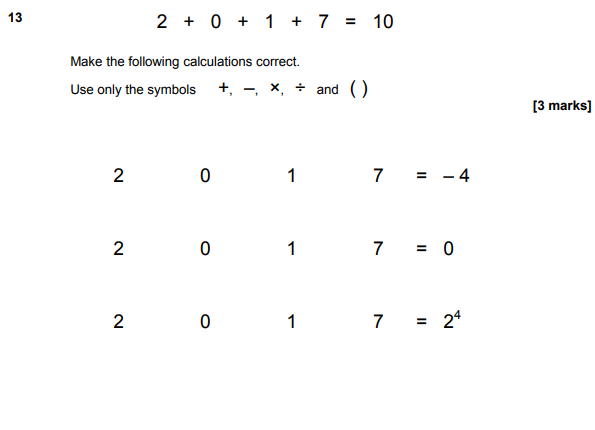 13 2 + 0 + 1 + 7 = 10
Make the following calculations correct.
Use only the symbols +, –, ×, ÷ and ( )
[3 marks]
2 0 1 7 = – 4
2 0 1 7 = 0
2 0 1 7 = 2⁴